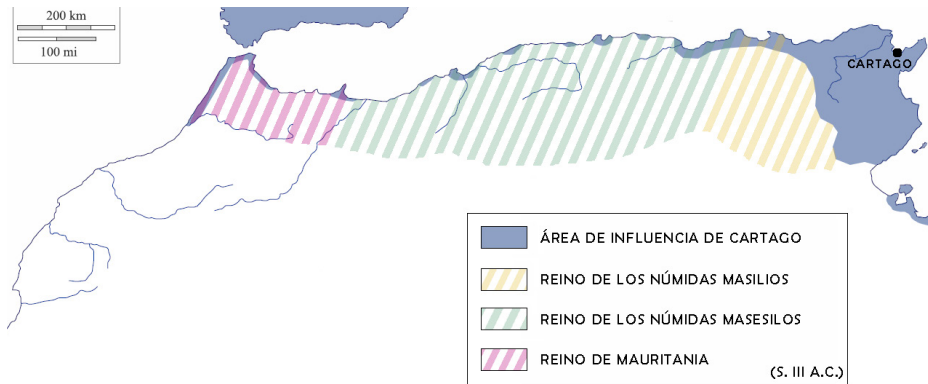 200 km
100 mi
CARTAGO
ÁREA DE INFLUENCIA DE CARTAGO
REINO DE LOS NÚMIDAS MASILIOS
REINO DE LOS NÚMIDAS MASESILOS
REINO DE MAURITANIA
(S. III A.C.)